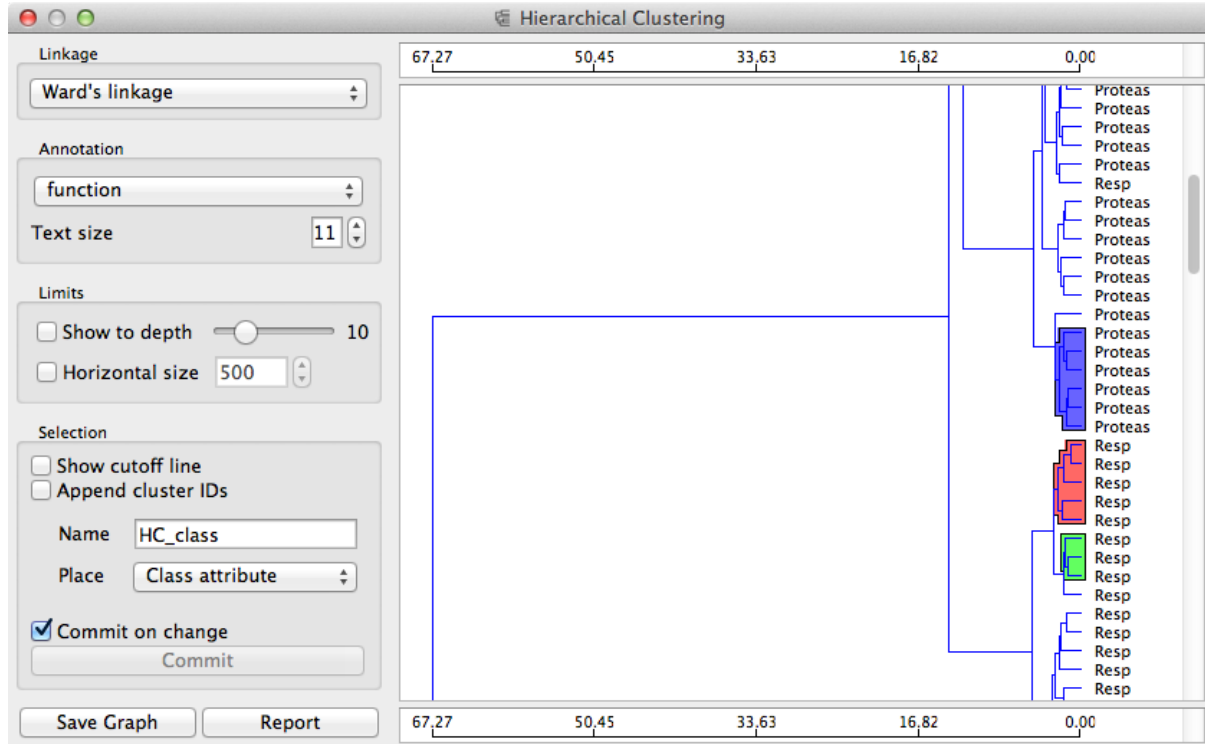 Hierarchical Clustering
Linkage
Ward's linkage
Annotation
function
Text size 11
Limits
Show to depth 10
Horizontal size 500
Selection
Show cutoff line
Append cluster IDs
Name HC_class
Place Class attribute
Commit on change
Commit
Save Graph Report
67,27 50,45 33,63 16,82 0,00
Proteas
Proteas
Proteas
Proteas
Proteas
Resp
Proteas
Proteas
Proteas
Proteas
Proteas
Proteas
Proteas
Proteas
Proteas
Proteas
Proteas
Proteas
Proteas
Resp
Resp
Resp
Resp
Resp
Resp
Resp
Resp
Resp
Resp
Resp
Resp
Resp
Resp
67,27 50,45 33,63 16,82 0,00